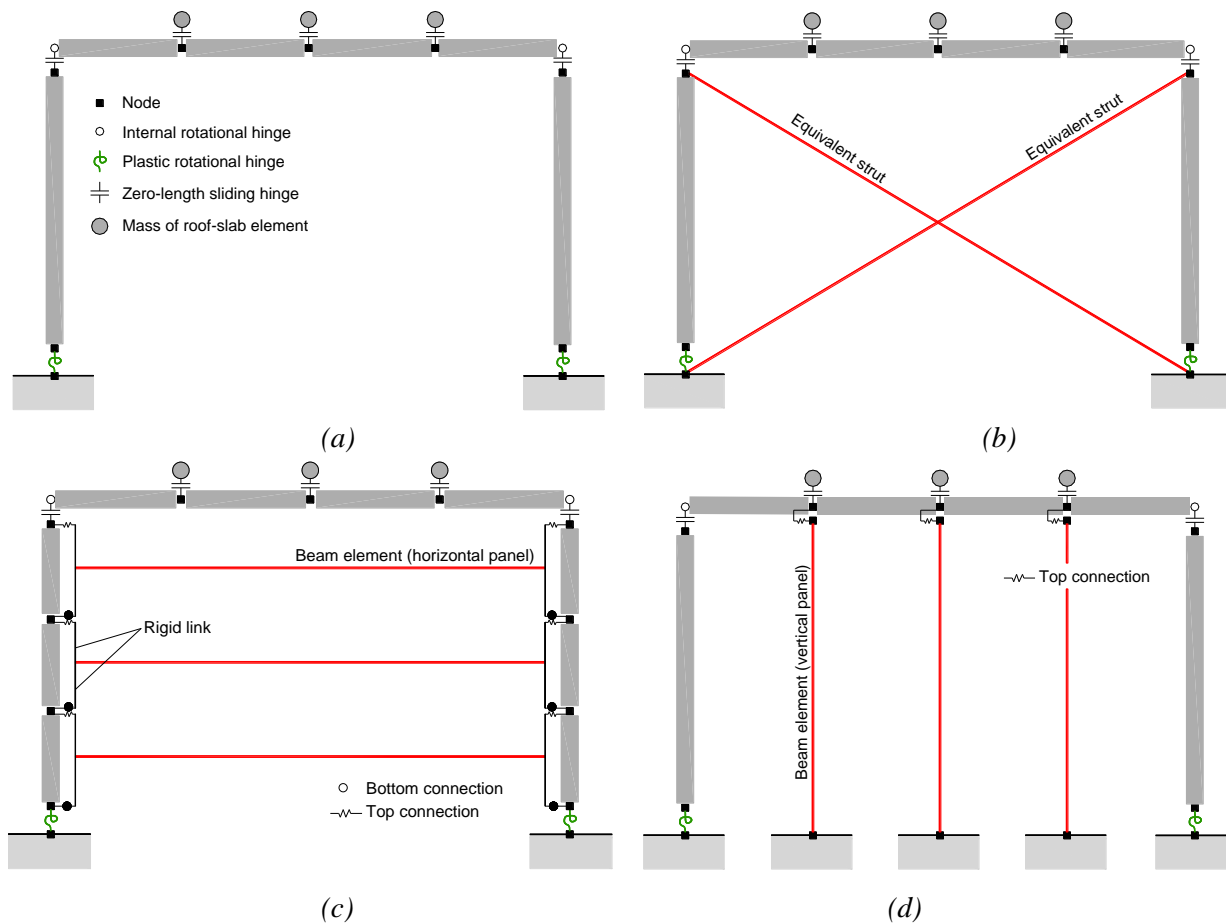 Node
Internal rotational hinge
Plastic rotational hinge
Zero-length sliding hinge
Mass of roof-slab element
(a)
Equivalent strut
Equivalent strut
(b)
Beam element (horizontal panel)
Rigid link
Bottom connection
Top connection
(c)
Beam element (vertical panel)
Top connection
(d)